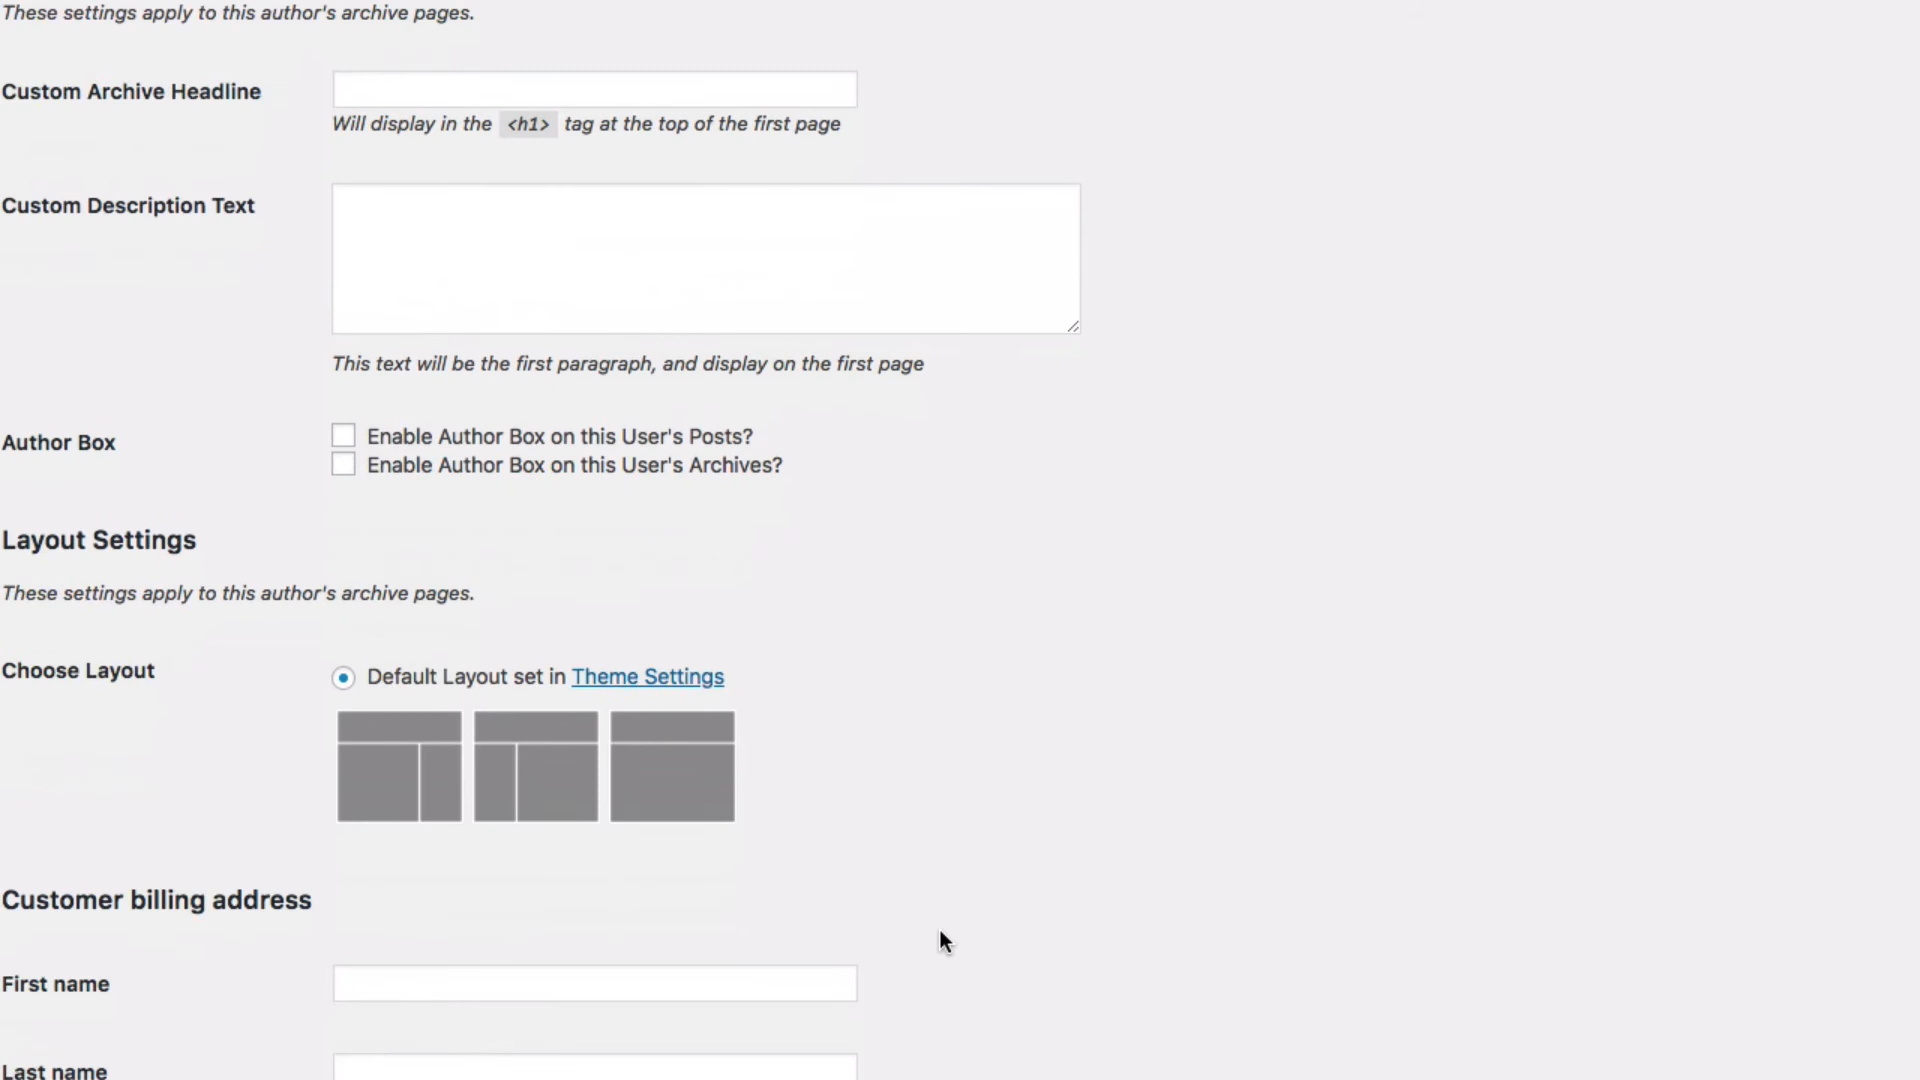 These settings apply to this author's archive pages.
Custom Archive Headline
Will display in the <h1> tag at the top of the first page
Custom Description Text
This text will be the first paragraph, and display on the first page
Author Box
Enable Author Box on this User's Posts?
Enable Author Box on this User's Archives?
Layout Settings
These settings apply to this author's archive pages.
Choose Layout
Default Layout set in Theme Settings
Customer billing address
First name
Last name